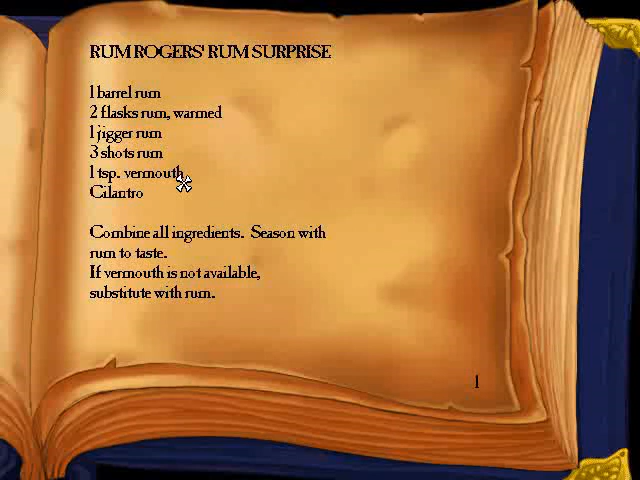 RUM ROGERS' RUM SURPRISE
1 barrel rum
2 flasks rum, warmed
1 jigger rum
3 shots rum
1 tsp. vermouth
Cilantro
Combine all ingredients. Season with
rum to taste.
If vermouth is not available,
substitute with rum.
1